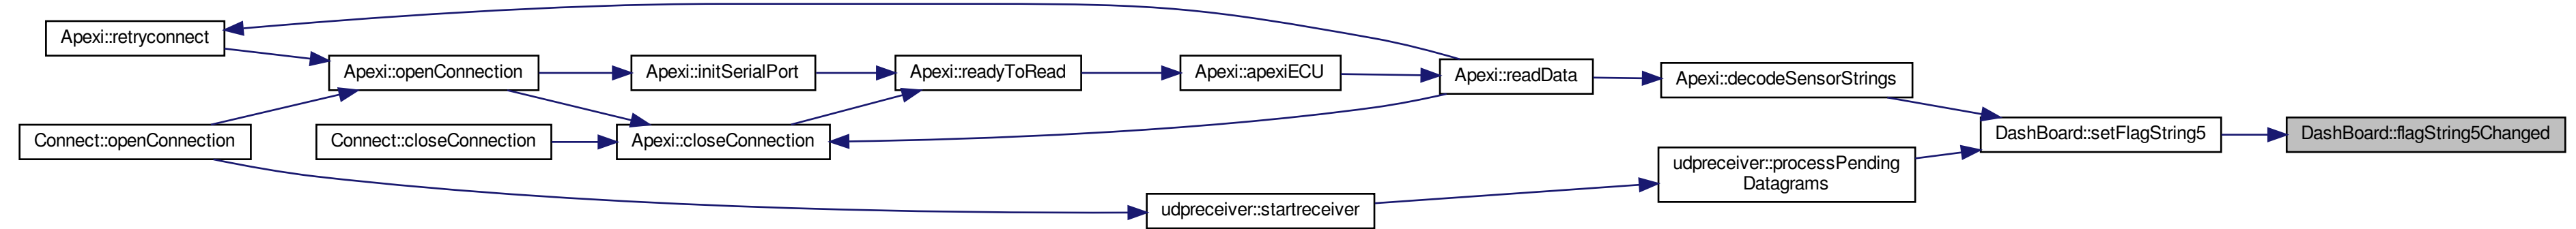 Apexi::retryconnect
Apexi::openConnection
Apexi::initSerialPort
Apexi::readyToRead
Apexi::apexiECU
Apexi::readData
Apexi::decodeSensorStrings
Connect::openConnection
Connect::closeConnection
Apexi::closeConnection
DashBoard::setFlagString5
DashBoard::flagString5Changed
udpreceiver::processPending
Datagrams
udpreceiver::startreceiver